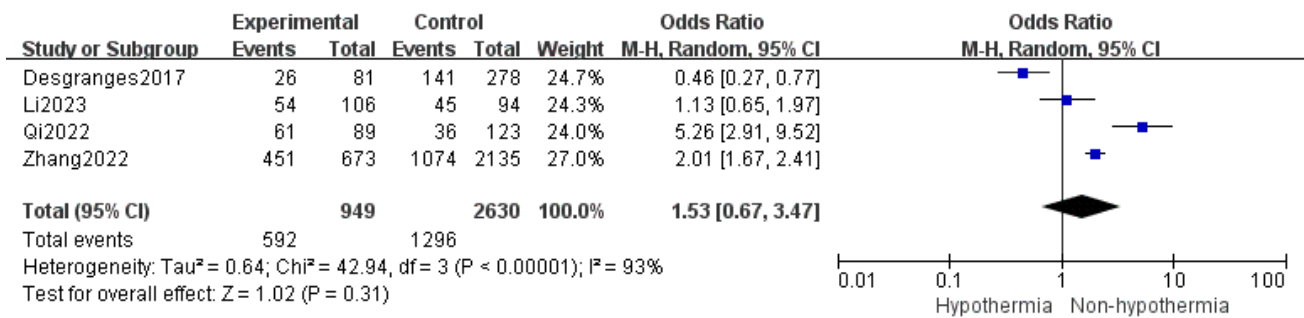 Experimental Control Odds Ratio Odds Ratio
Study or Subgroup Events Total Events Total Weight M-H, Random, 95% CI M-H, Random, 95% CI
Desgranges2017 26 81 141 278 24.7% 0.46 [0.27, 0.77]
Li2023 54 106 45 94 24.3% 1.13 [0.65, 1.97]
Qi2022 61 89 36 123 24.0% 5.26 [2.91, 9.52]
Zhang2022 451 673 1074 2135 27.0% 2.01 [1.67, 2.41]
Total (95% CI) 949 2630 100.0% 1.53 [0.67, 3.47]
Total events 592 1296
Heterogeneity: Tau² = 0.64; Chi² = 42.94, df = 3 (P < 0.00001); I² = 93%
Test for overall effect: Z = 1.02 (P = 0.31)
0.01 0.1 1 10 100
Hypothermia Non-hypothermia